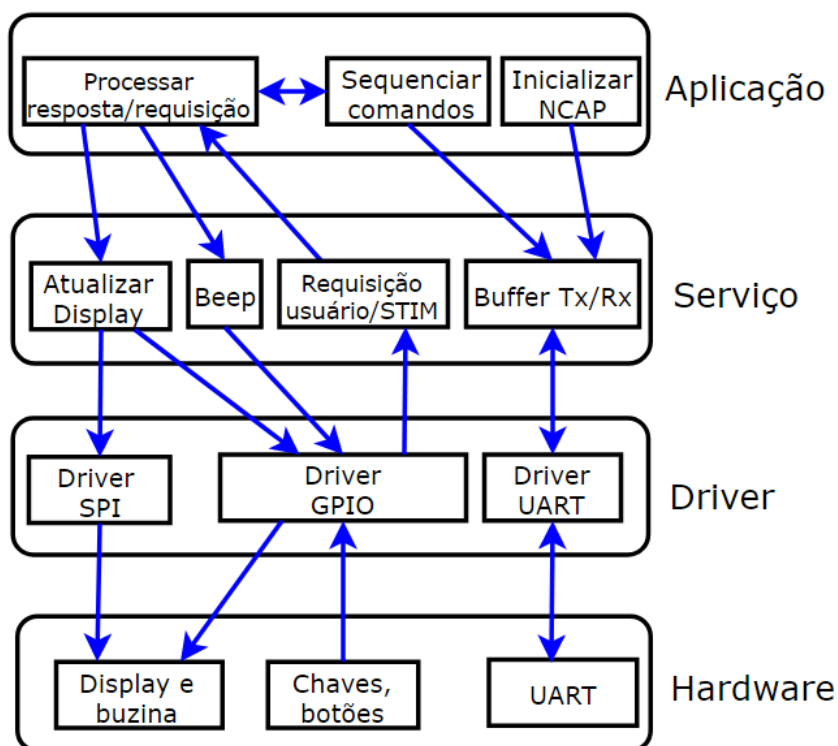 Processar
resposta/requisição
Sequenciar
comandos
Inicializar
NCAP
Aplicação
Atualizar
Display
Beep
Requisição
usuário/STIM
Buffer Tx/Rx
Serviço
Driver
SPI
Driver
GPIO
Driver
UART
Driver
Display e
buzina
Chaves,
botões
UART
Hardware